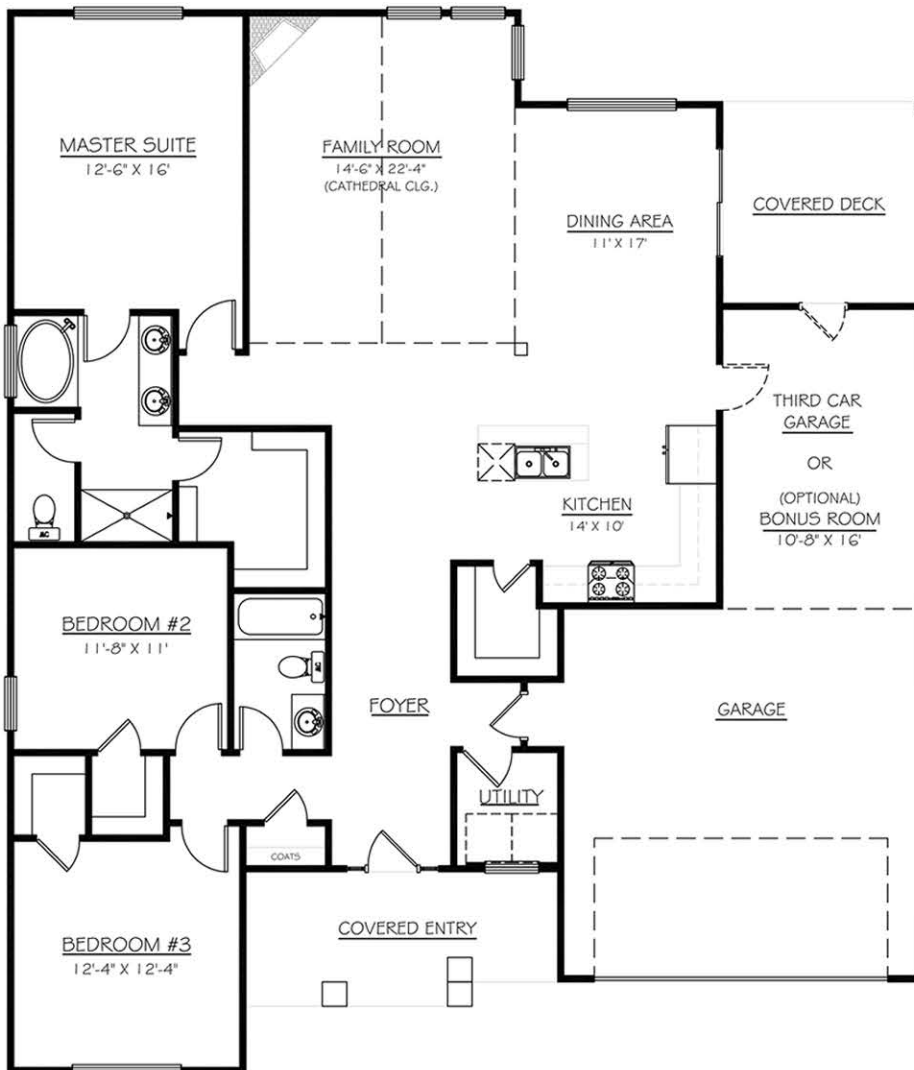 MASTER SUITE
12'-6" X 16'
FAMILY ROOM
14'-6" X 22'-4"
(CATHEDRAL CLG.)
DINING AREA
11' X 17'
COVERED DECK
THIRD CAR
GARAGE
OR
(OPTIONAL)
BONUS ROOM
10'-8" X 16'
KITCHEN
14' X 10'
BEDROOM #2
11'-8" X 11'
FOYER
GARAGE
UTILITY
COATS
COVERED ENTRY
BEDROOM #3
12'-4" X 12'-4"